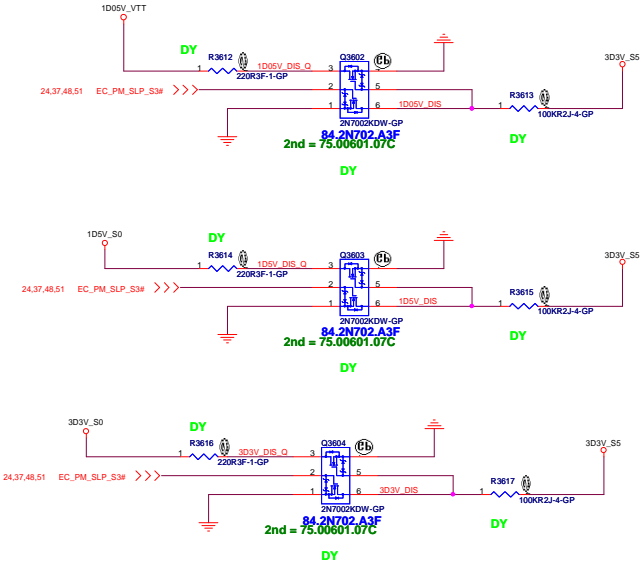 1D05V_VTT
DY
R3612
1D05V_DIS_Q
220R3F-1-GP
1
3
Q3602
24,37,48,51 EC_PM_SLP_S3#
2
5
1
6
1D05V_DIS
2N7002KDW-GP
84.2N702.A3F
2nd = 75.00601.07C
DY
3D3V_S5
R3613
1
100KR2J-4-GP
DY
1D5V_S0
DY
R3614
1D5V_DIS_Q
220R3F-1-GP
1
3
Q3603
24,37,48,51 EC_PM_SLP_S3#
2
5
1
6
1D5V_DIS
2N7002KDW-GP
84.2N702.A3F
2nd = 75.00601.07C
DY
3D3V_S5
R3615
1
100KR2J-4-GP
DY
3D3V_S0
DY
R3616
3D3V_DIS_Q
220R3F-1-GP
1
3
Q3604
24,37,48,51 EC_PM_SLP_S3#
2
5
1
6
3D3V_DIS
2N7002KDW-GP
84.2N702.A3F
2nd = 75.00601.07C
DY
3D3V_S5
R3617
1
100KR2J-4-GP
DY